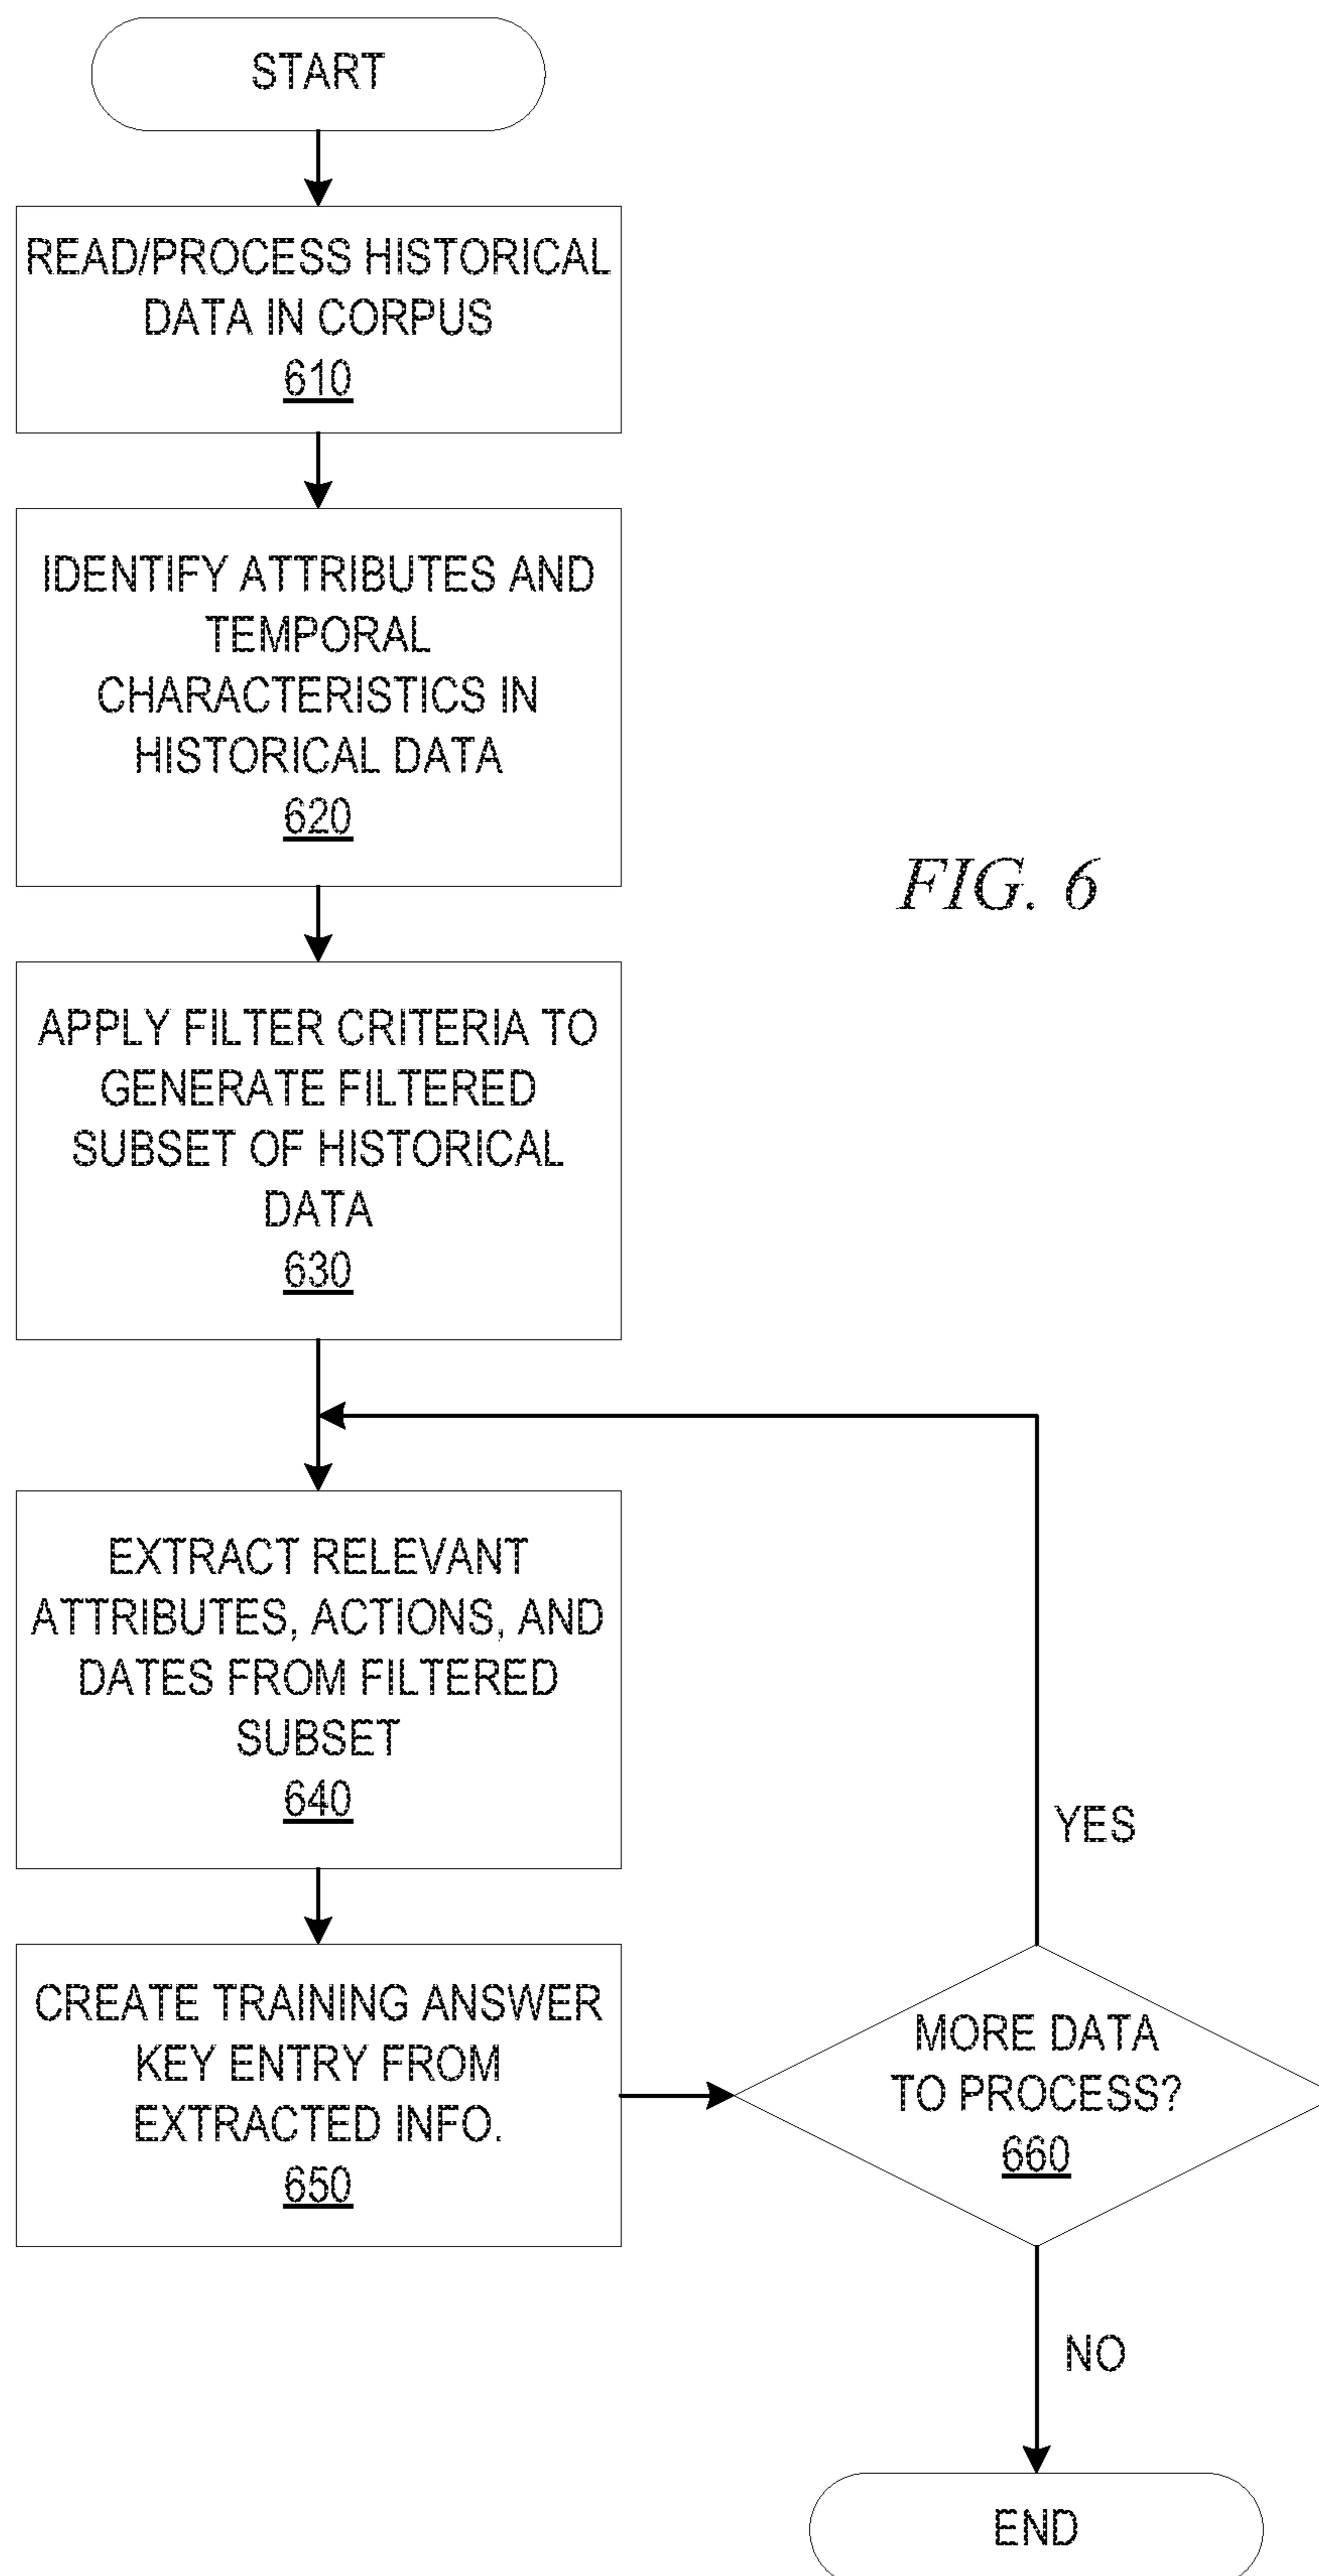 START
READ/PROCESS HISTORICAL
DATA IN CORPUS
610
IDENTIFY ATTRIBUTES AND
TEMPORAL
CHARACTERISTICS IN
HISTORICAL DATA
620
FIG. 6
APPLY FILTER CRITERIA TO
GENERATE FILTERED
SUBSET OF HISTORICAL
DATA
630
EXTRACT RELEVANT
ATTRIBUTES, ACTIONS, AND
DATES FROM FILTERED
SUBSET
640
YES
CREATE TRAINING ANSWER
KEY ENTRY FROM
EXTRACTED INFO.
650
MORE DATA
TO PROCESS?
660
NO
END